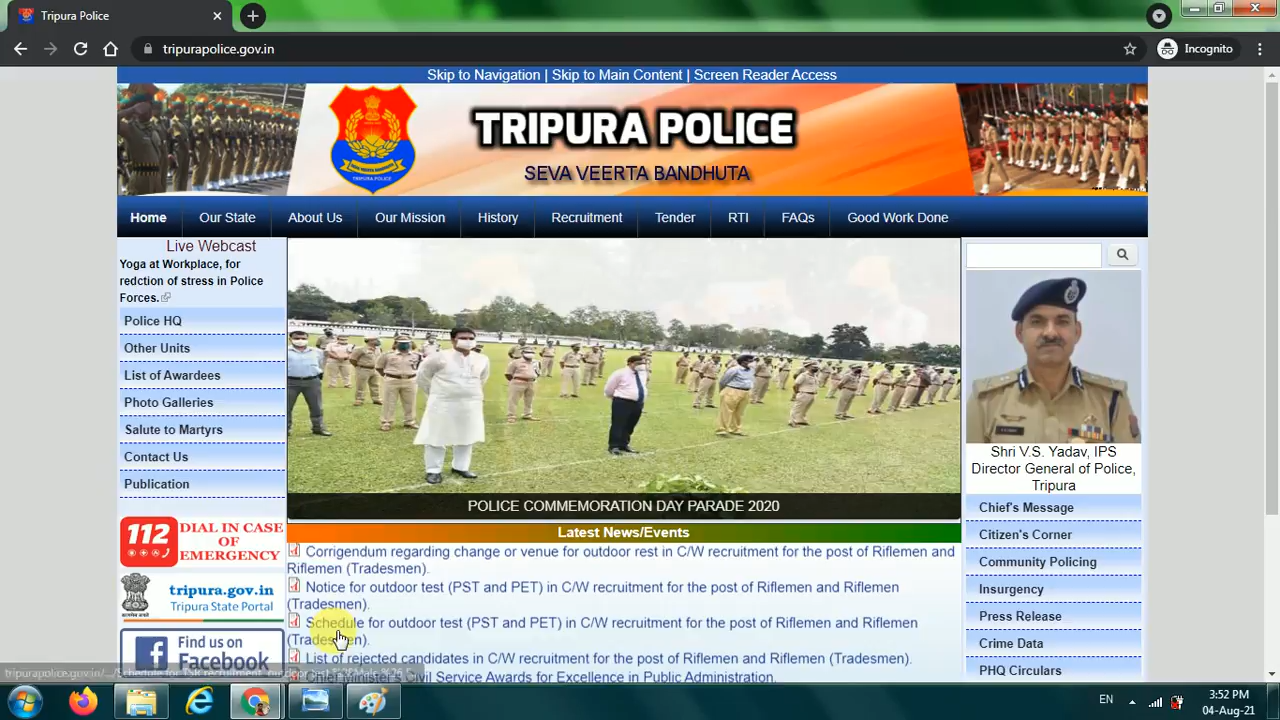 Tripura Police
tripurapolice.gov.in
Incognito
Skip to Navigation | Skip to Main Content | Screen Reader Access
TRIPURA POLICE
TRIPURA POLICE
SEVA VEERTA BANDHUTA
Home
Our State
About Us
Our Mission
History
Recruitment
Tender
RTI
FAQs
Good Work Done
Live Webcast
Yoga at Workplace, for
redction of stress in Police
Forces.
Police HQ
Other Units
List of Awardees
Photo Galleries
Salute to Martyrs
Contact Us
Publication
112 DIAL IN CASE
OF
EMERGENCY
tripura.gov.in
Tripura State Portal
Find us on
Facebook
POLICE COMMEMORATION DAY PARADE 2020
Latest News/Events
Corrigendum regarding change or venue for outdoor rest in C/W recruitment for the post of Riflemen and
Riflemen (Tradesmen).
Notice for outdoor test (PST and PET) in C/W recruitment for the post of Riflemen and Riflemen
(Tradesmen).
Schedule for outdoor test (PST and PET) in C/W recruitment for the post of Riflemen and Riflemen
(Tradesmen).
List of rejected candidates in C/W recruitment for the post of Riflemen and Riflemen (Tradesmen).
Chief Minister's Civil Service Awards for Excellence in Public Administration.
Shri V.S. Yadav, IPS
Director General of Police,
Tripura
Chief's Message
Citizen's Corner
Community Policing
Insurgency
Press Release
Crime Data
PHQ Circulars
EN
3:52 PM
04-Aug-21